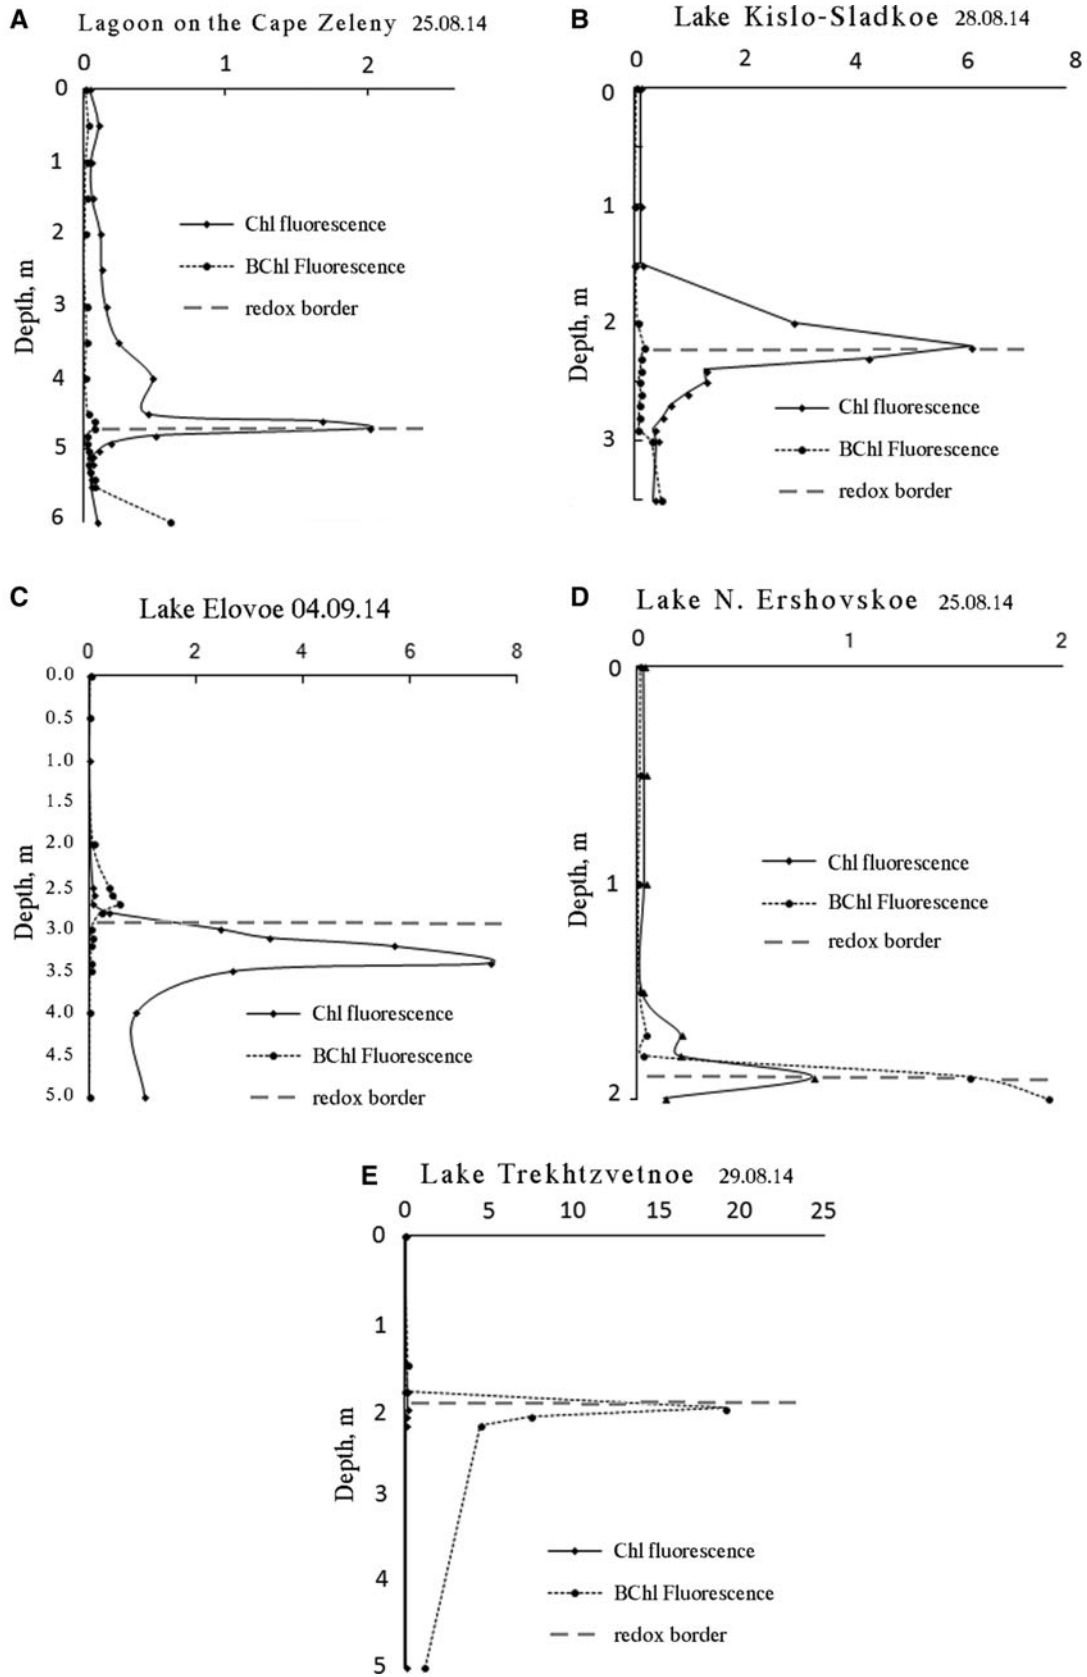 A Lagoon on the Cape Zeleny 25.08.14
0 1 2
0
1
2
3
4
5
6
Depth, m
Chl fluorescence
BChl Fluorescence
redox border
B Lake Kislo-Sladkoe 28.08.14
0 2 4 6 8
0
1
2
3
Depth, m
Chl fluorescence
BChl Fluorescence
redox border
C Lake Elovoe 04.09.14
0 2 4 6 8
0.0
0.5
1.0
1.5
2.0
2.5
3.0
3.5
4.0
4.5
5.0
Depth, m
Chl fluorescence
BChl Fluorescence
redox border
D Lake N. Ershovskoe 25.08.14
0 1 2
0
1
2
Depth, m
Chl fluorescence
BChl Fluorescence
redox border
E Lake Trekhtzvetnoe 29.08.14
0 5 10 15 20 25
0
1
2
3
4
5
Depth, m
Chl fluorescence
BChl Fluorescence
redox border